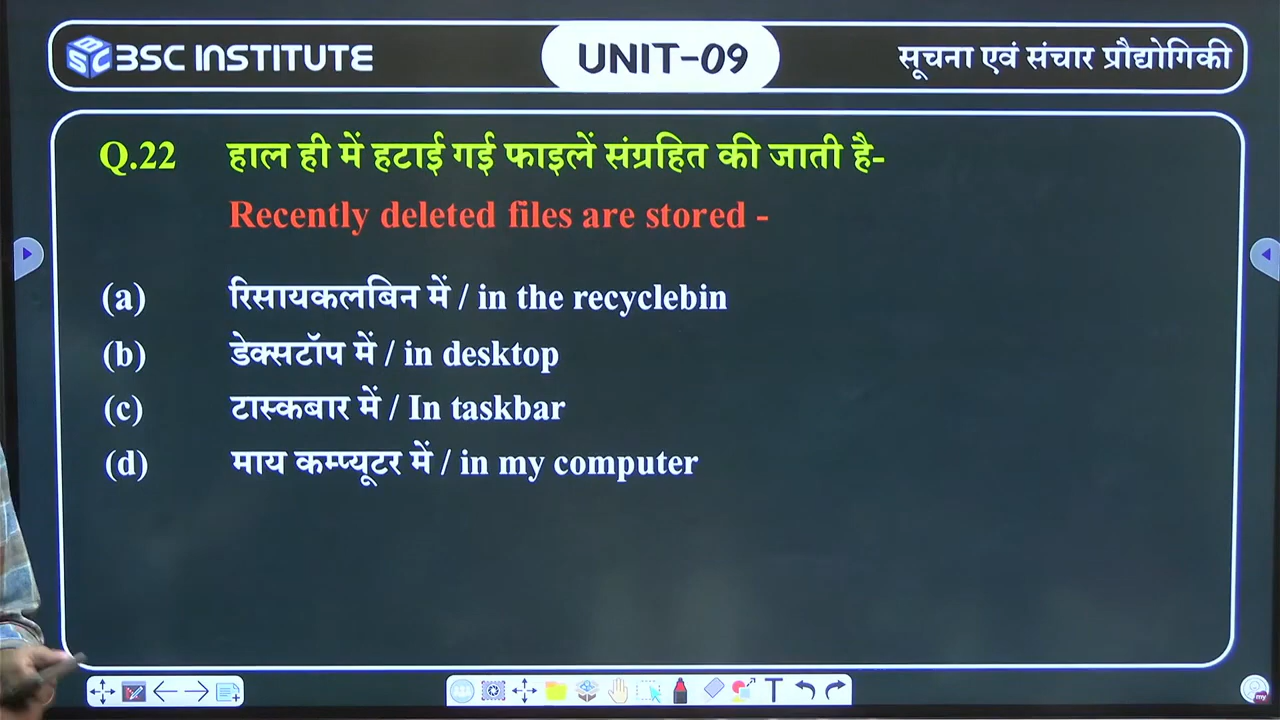 BSC INSTITUTE
UNIT-09
सूचना एवं संचार प्रौद्योगिकी
Q.22 हाल ही में हटाई गई फाइलें संग्रहित की जाती है-
Recently deleted files are stored -
(a) रिसायकलबिन में / in the recyclebin
(b) डेक्सटॉप में / in desktop
(c) टास्कबार में / In taskbar
(d) माय कम्प्यूटर में / in my computer